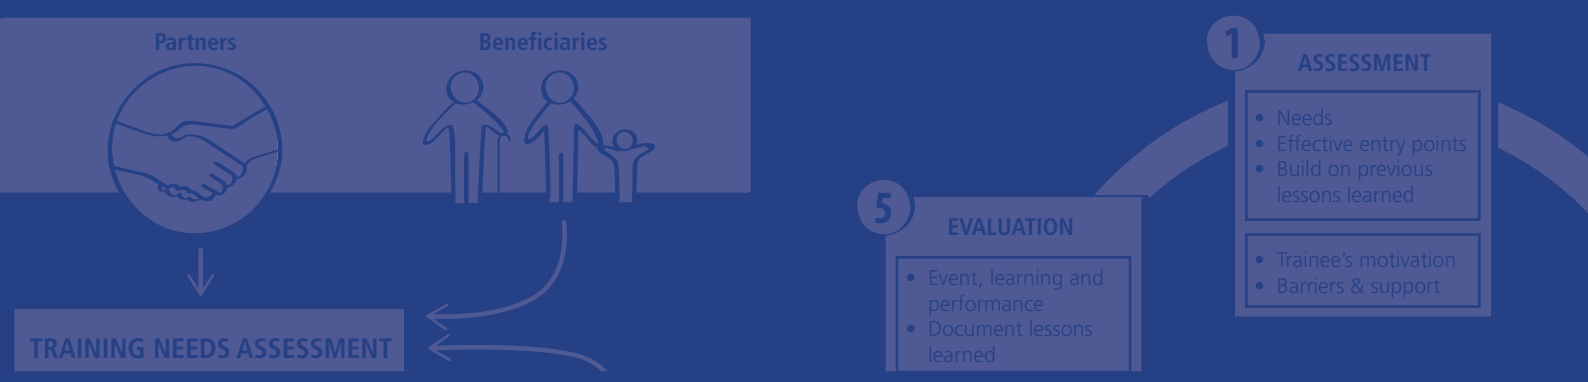 Partners
Beneficiaries
TRAINING NEEDS ASSESSMENT
1
ASSESSMENT
• Needs
• Effective entry points
• Build on previous
lessons learned
• Trainee's motivation
• Barriers & support
5
EVALUATION
• Event, learning and
performance
• Document lessons
learned